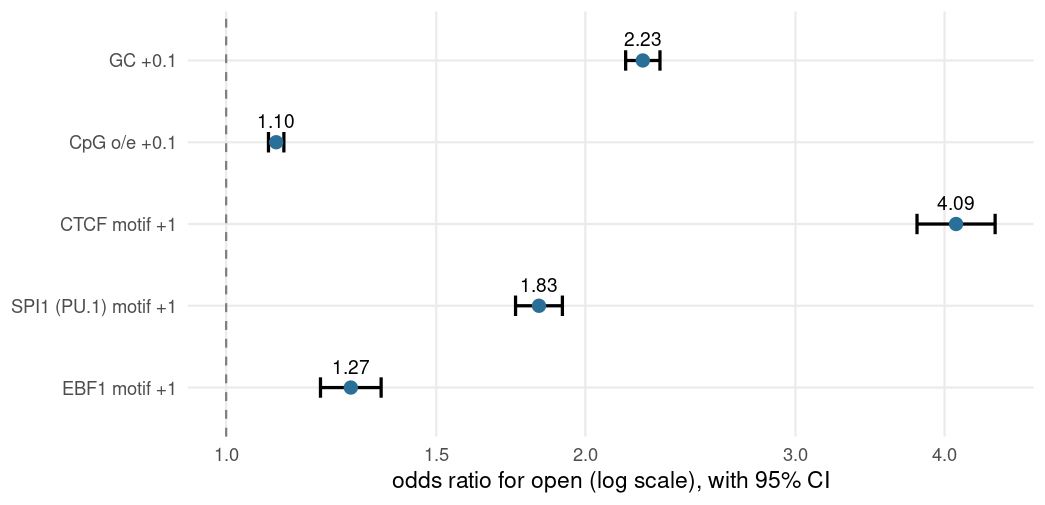 2.23
GC +0.1
1.10
CpG o/e +0.1
4.09
CTCF motif +1
1.83
SPI1 (PU.1) motif +1
1.27
EBF1 motif +1
1.0 1.5 2.0 3.0 4.0
odds ratio for open (log scale), with 95% CI